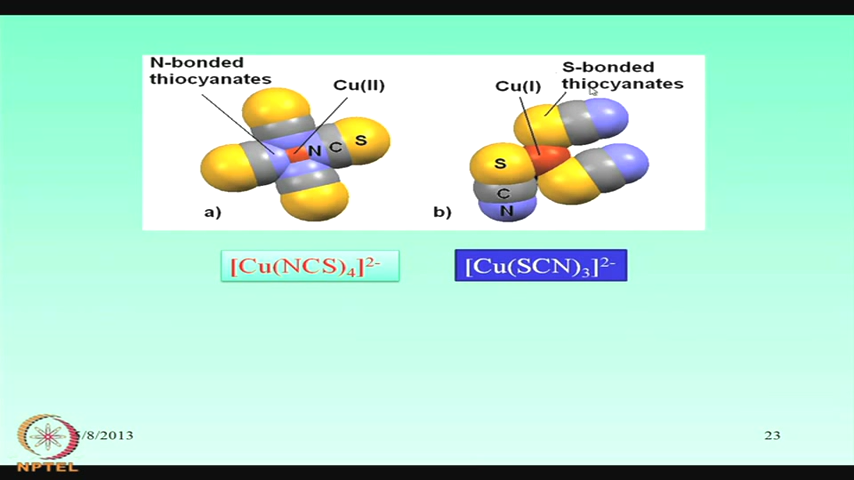 N-bonded
thiocyanates
Cu(II)
N C S
a)
S-bonded
thiocyanates
Cu(I)
S
C
N
b)
[Cu(NCS)₄]²⁻
[Cu(SCN)₃]²⁻
5/8/2013
23
NPTEL